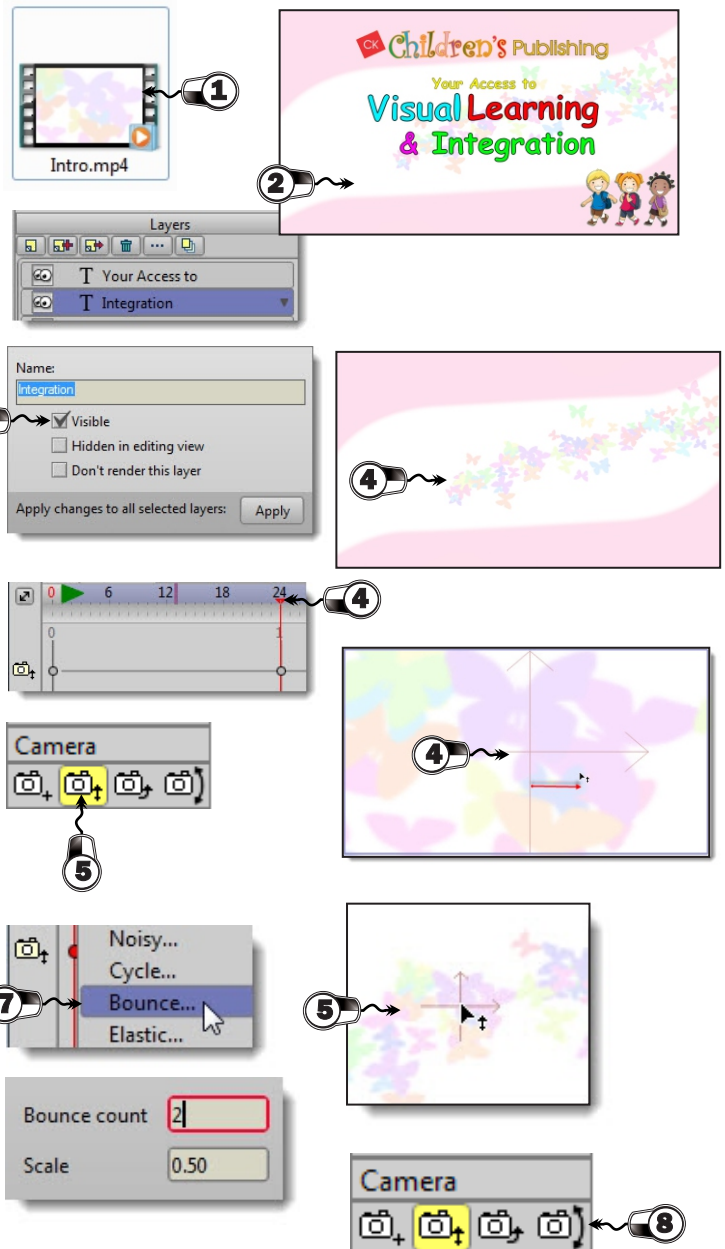 1
Intro.mp4
CK Children's Publishing
Your Access to
Visual Learning
& Integration
2
Layers
T Your Access to
T Integration
Name:
Integration
Visible
Hidden in editing view
Don't render this layer
Apply changes to all selected layers: Apply
4
0 6 12 18 24
4
0 1
Camera
5
4
Noisy...
Cycle...
7 Bounce...
Elastic...
5
Bounce count 2
Scale 0.50
Camera
8